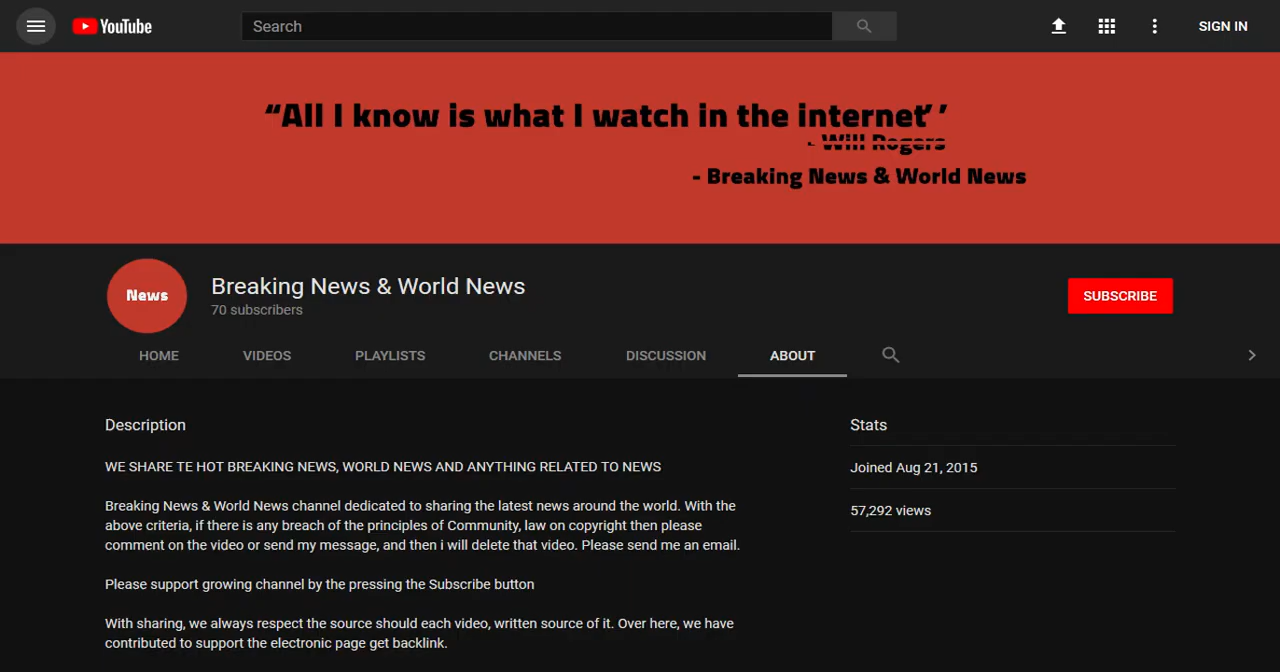 YouTube
Search
SIGN IN
“All I know is what I watch in the internet’’
- Will Rogers
- Breaking News & World News
News
Breaking News & World News
70 subscribers
SUBSCRIBE
HOME VIDEOS PLAYLISTS CHANNELS DISCUSSION ABOUT
Description
WE SHARE TE HOT BREAKING NEWS, WORLD NEWS AND ANYTHING RELATED TO NEWS
Breaking News & World News channel dedicated to sharing the latest news around the world. With the
above criteria, if there is any breach of the principles of Community, law on copyright then please
comment on the video or send my message, and then i will delete that video. Please send me an email.
Please support growing channel by the pressing the Subscribe button
With sharing, we always respect the source should each video, written source of it. Over here, we have
contributed to support the electronic page get backlink.
Stats
Joined Aug 21, 2015
57,292 views